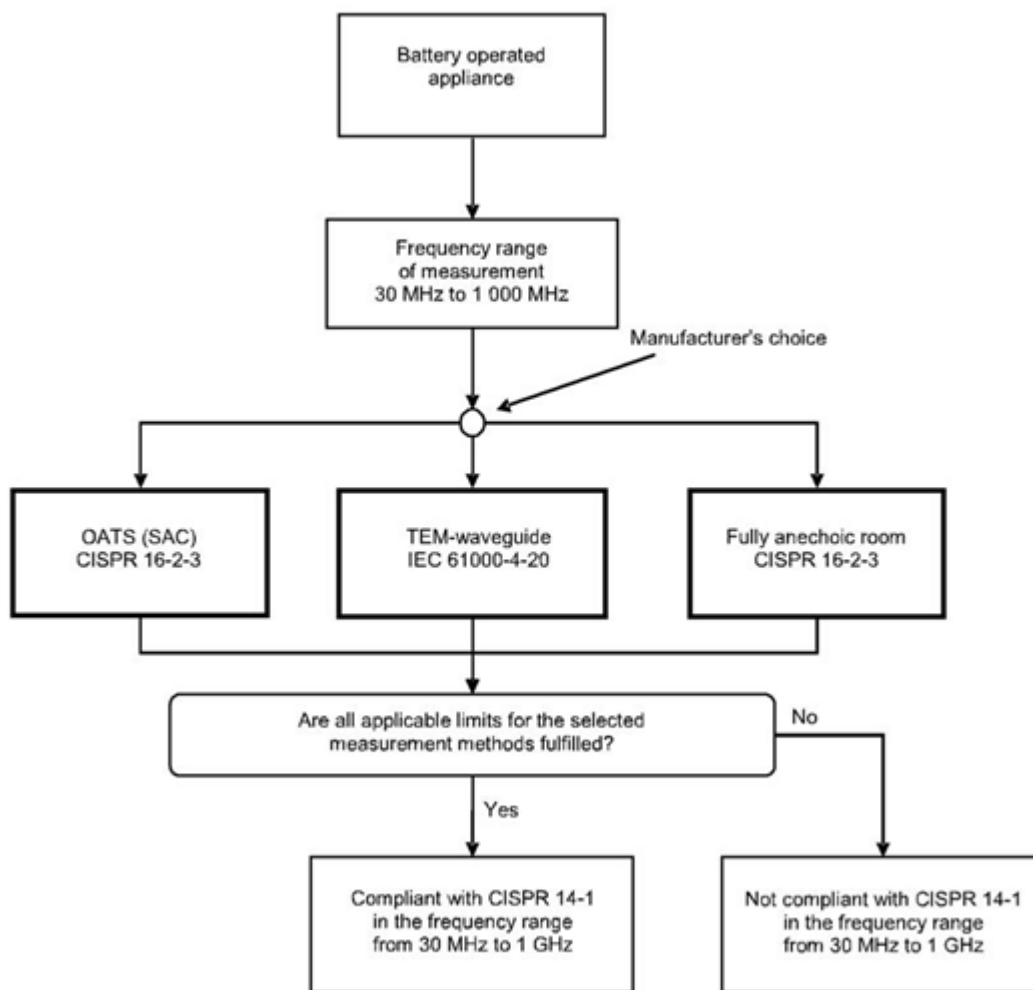 Battery operated
appliance
Frequency range
of measurement
30 MHz to 1 000 MHz
Manufacturer's choice
OATS (SAC)
CISPR 16-2-3
TEM-waveguide
IEC 61000-4-20
Fully anechoic room
CISPR 16-2-3
Are all applicable limits for the selected
measurement methods fulfilled?
No
Yes
Compliant with CISPR 14-1
in the frequency range
from 30 MHz to 1 GHz
Not compliant with CISPR 14-1
in the frequency range
from 30 MHz to 1 GHz